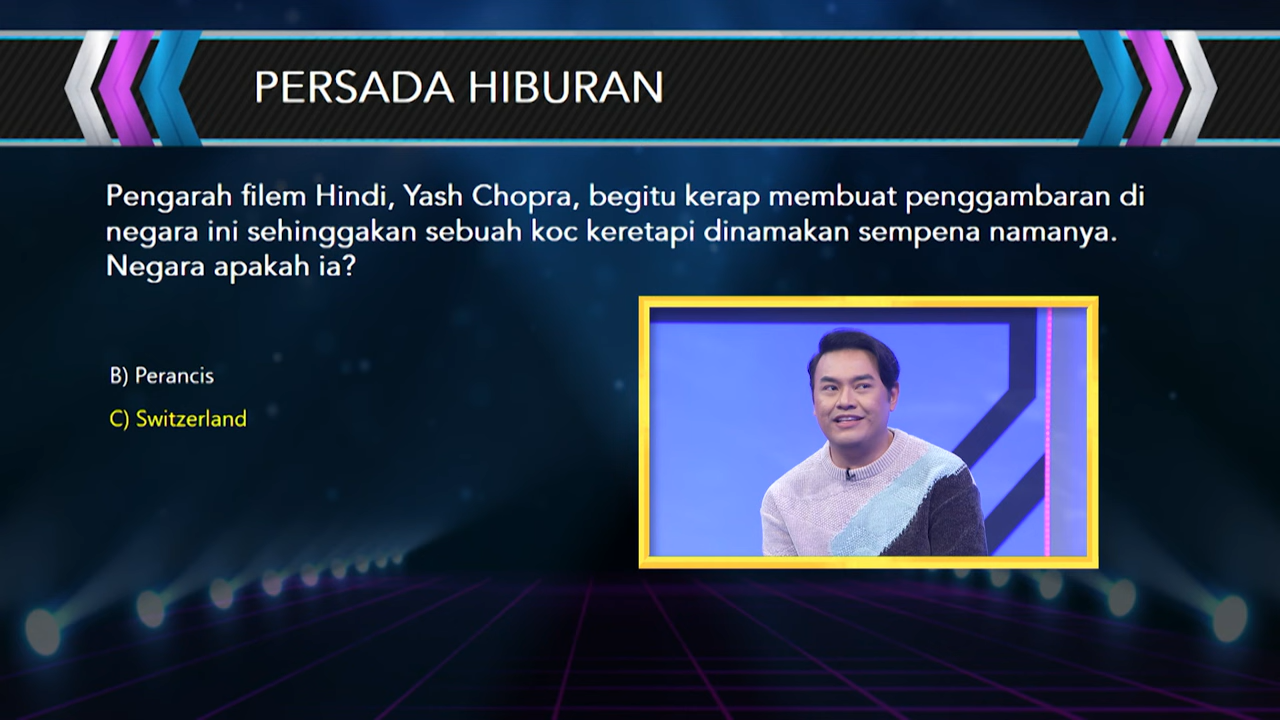 PERSADA HIBURAN
Pengarah filem Hindi, Yash Chopra, begitu kerap membuat penggambaran di
negara ini sehinggakan sebuah koc keretapi dinamakan sempena namanya.
Negara apakah ia?
B) Perancis
C) Switzerland